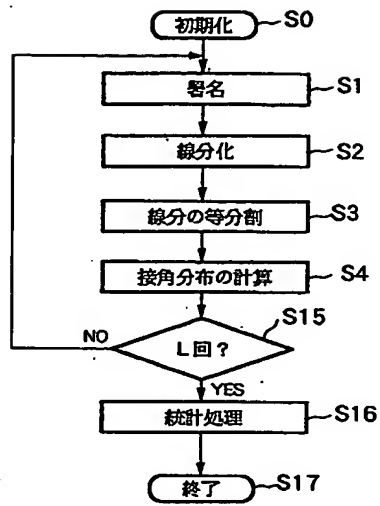 初期化 S0
署名 S1
線分化 S2
線分の等分割 S3
接角分布の計算 S4
S15
NO L回?
YES
統計処理 S16
終了 S17